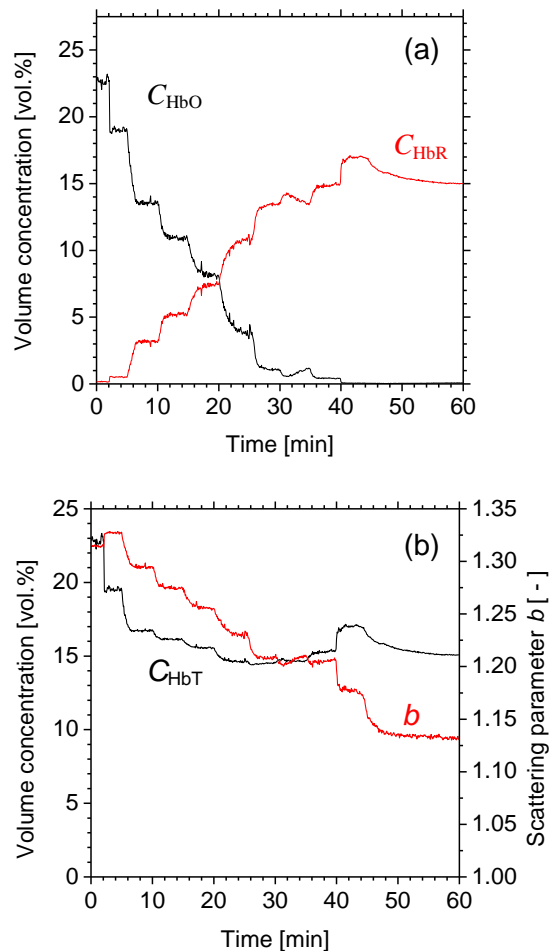 (a)
C_HbO
C_HbR
Volume concentration [vol.%]
25
20
15
10
5
0
0 10 20 30 40 50 60
Time [min]
(b)
C_HbT
b
Volume concentration [vol.%]
25
20
15
10
5
0
Scattering parameter b [ - ]
1.35
1.30
1.25
1.20
1.15
1.10
1.05
1.00
0 10 20 30 40 50 60
Time [min]